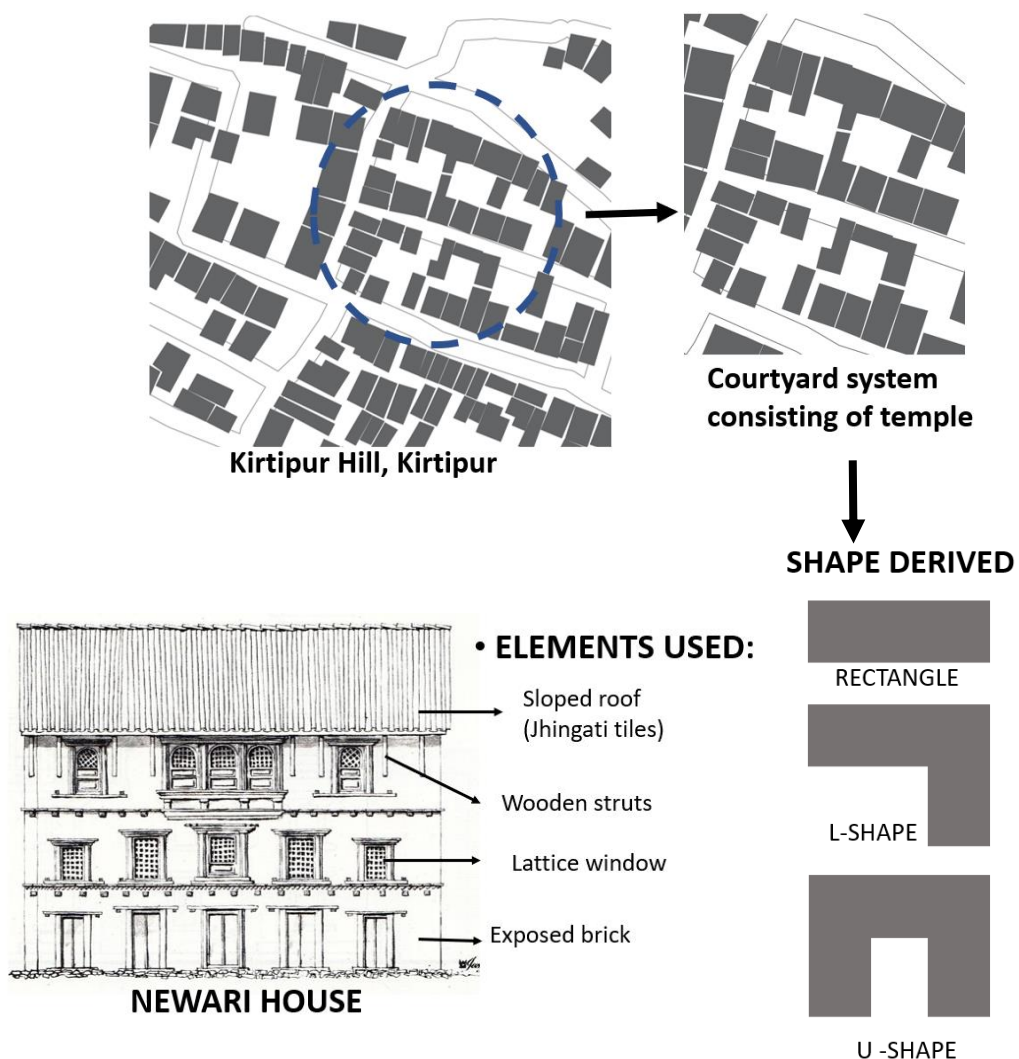 Kirtipur Hill, Kirtipur
Courtyard system
consisting of temple
SHAPE DERIVED
RECTANGLE
L-SHAPE
U -SHAPE
• ELEMENTS USED:
Sloped roof
(Jhingati tiles)
Wooden struts
Lattice window
Exposed brick
NEWARI HOUSE